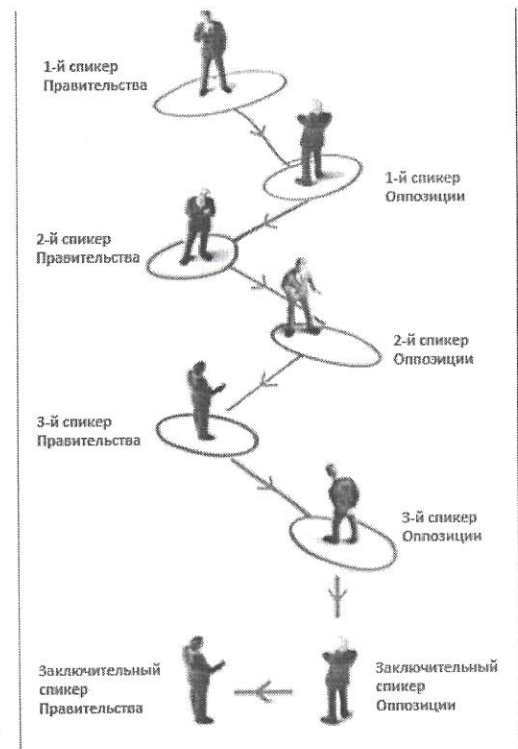 1-й спикер
Правительства
1-й спикер
Оппозиции
2-й спикер
Правительства
2-й спикер
Оппозиции
3-й спикер
Правительства
3-й спикер
Оппозиции
Заключительный
спикер
Правительства
Заключительный
спикер
Оппозиции